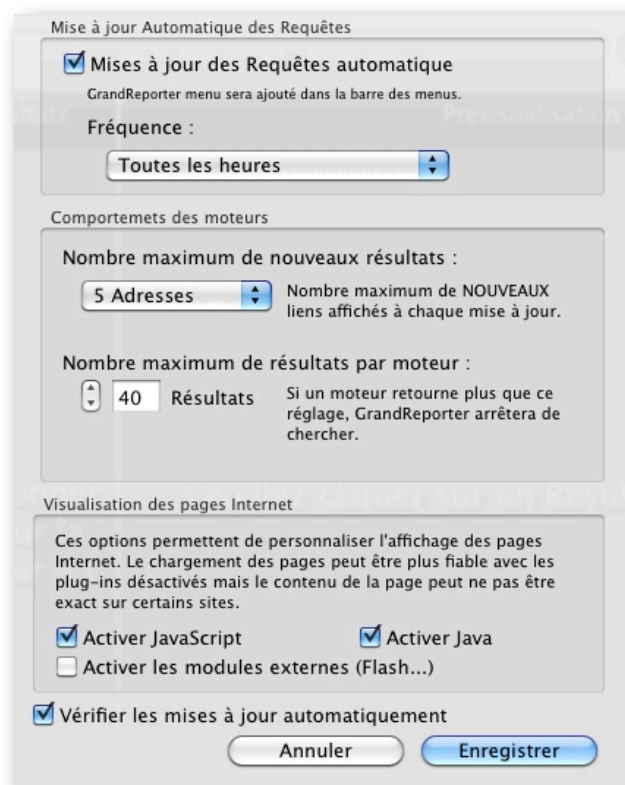 Mise à jour Automatique des Requêtes
Mises à jour des Requêtes automatique
GrandReporter menu sera ajouté dans la barre des menus.
Prévisualisation
Fréquence :
Toutes les heures
Comportemets des moteurs
Nombre maximum de nouveaux résultats :
5 Adresses
Nombre maximum de NOUVEAUX
liens affichés à chaque mise à jour.
Nombre maximum de résultats par moteur :
40 Résultats
Si un moteur retourne plus que ce
réglage, GrandReporter arrêtera de
chercher.
cliquer sur un Résul
Visualisation des pages Internet
Ces options permettent de personnaliser l'affichage des pages
Internet. Le chargement des pages peut être plus fiable avec les
plug-ins désactivés mais le contenu de la page peut ne pas être
exact sur certains sites.
Activer JavaScript
Activer Java
Activer les modules externes (Flash...)
Vérifier les mises à jour automatiquement
Annuler
Enregistrer